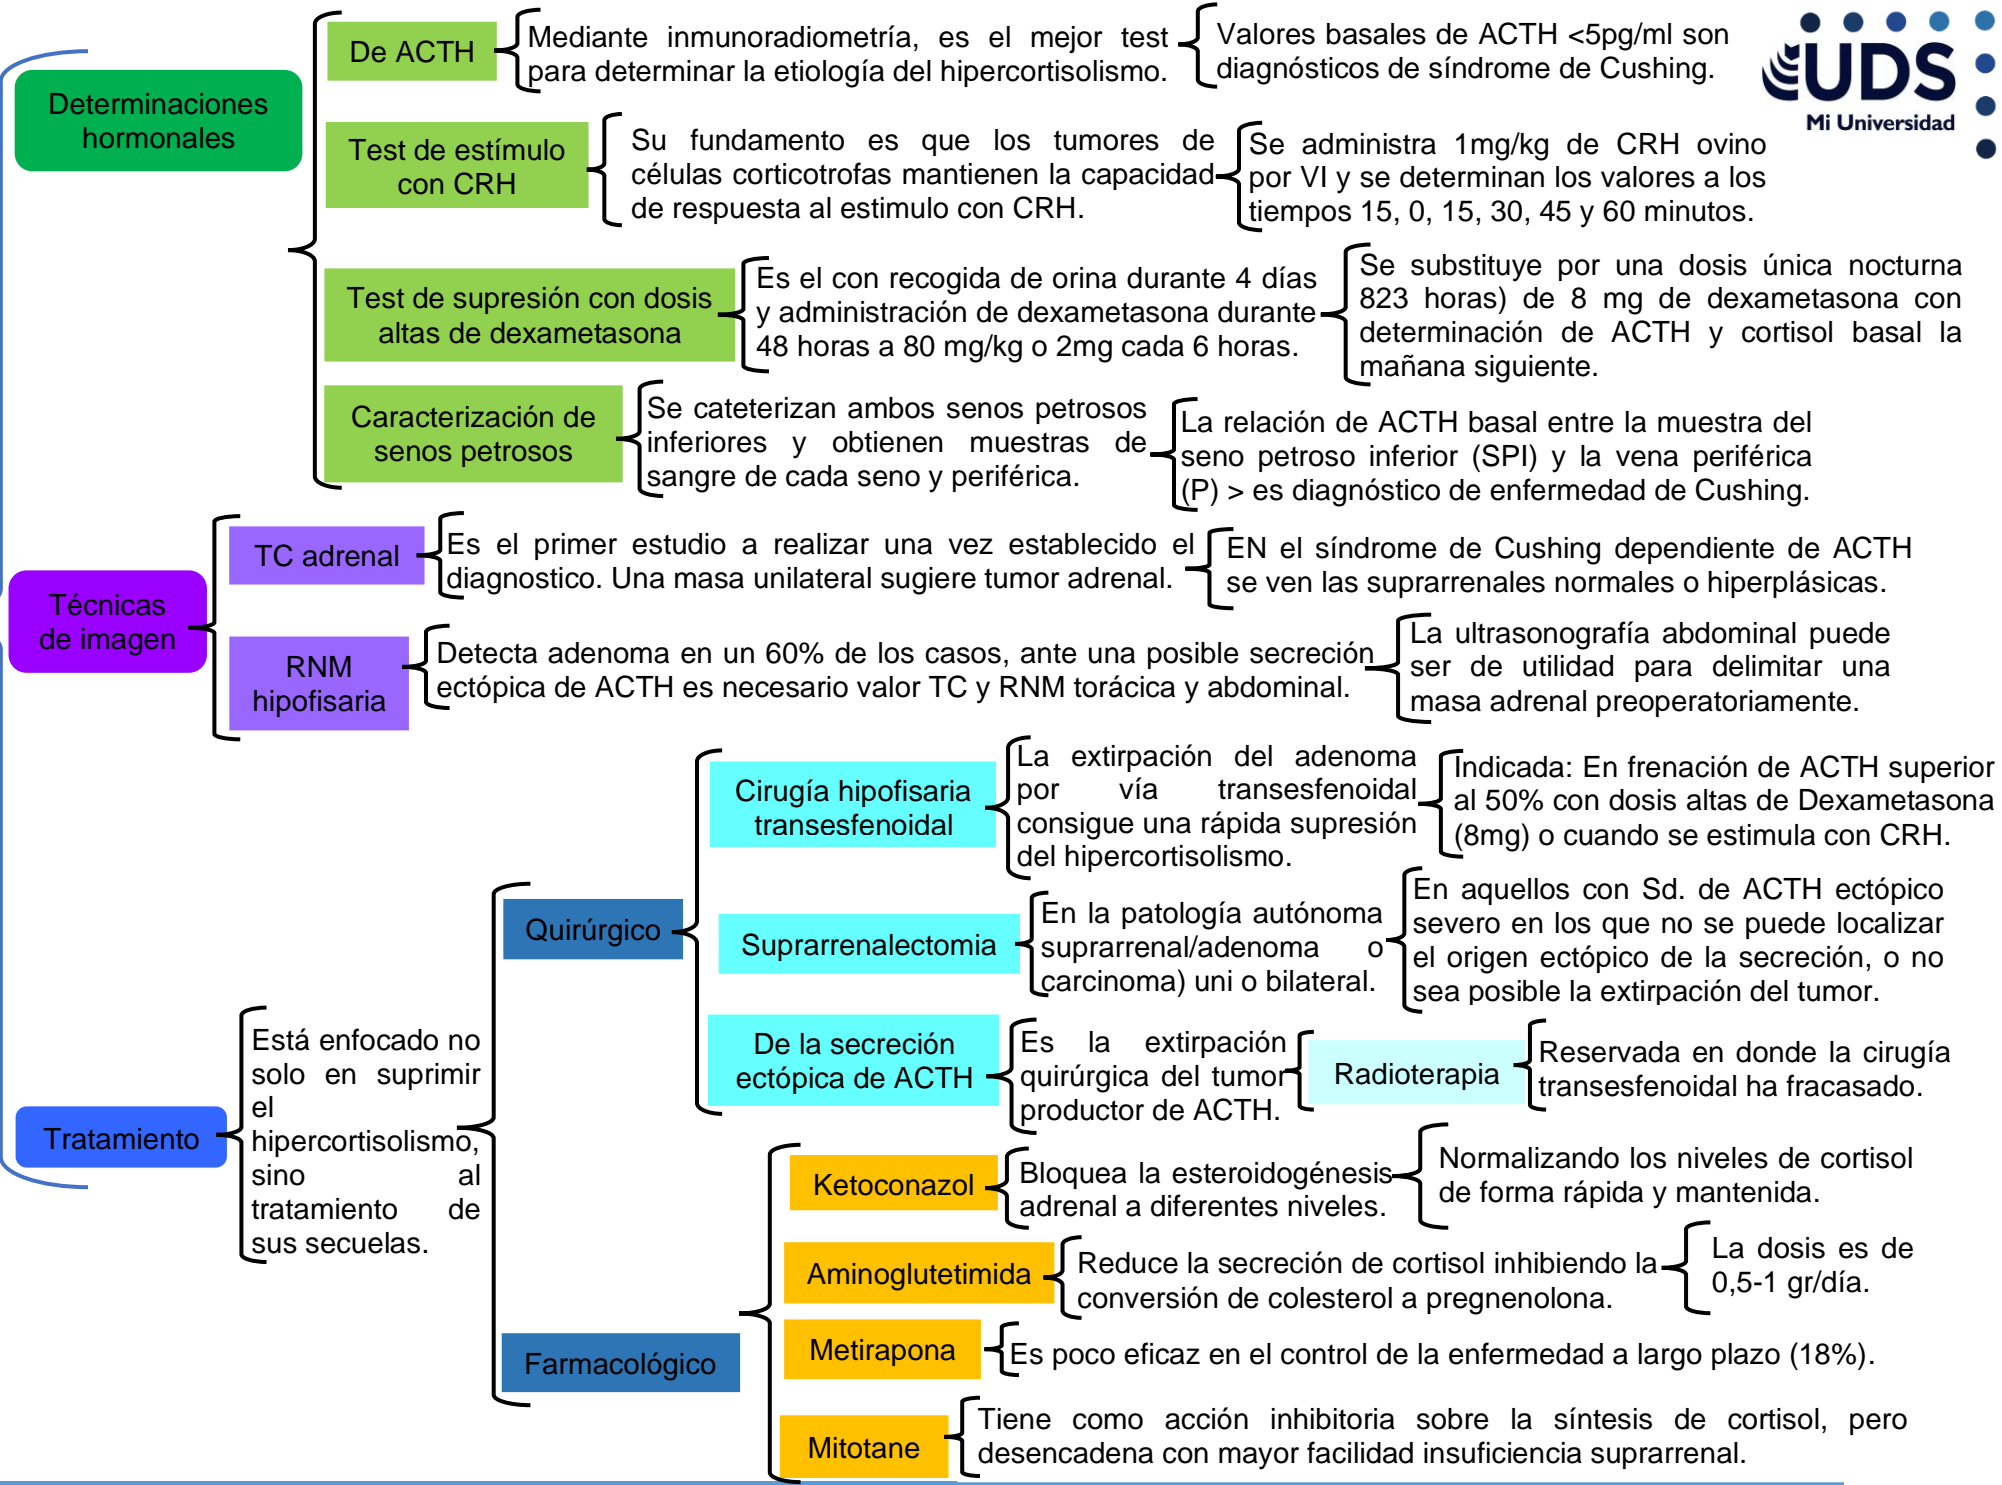 UDS
Mi Universidad
Determinaciones
hormonales
De ACTH
Mediante inmunoradiometría, es el mejor test
para determinar la etiología del hipercortisolismo.
Valores basales de ACTH <5pg/ml son
diagnósticos de síndrome de Cushing.
Test de estímulo
con CRH
Su fundamento es que los tumores de
células corticotrofas mantienen la capacidad
de respuesta al estimulo con CRH.
Se administra 1mg/kg de CRH ovino
por VI y se determinan los valores a los
tiempos 15, 0, 15, 30, 45 y 60 minutos.
Test de supresión con dosis
altas de dexametasona
Es el con recogida de orina durante 4 días
y administración de dexametasona durante
48 horas a 80 mg/kg o 2mg cada 6 horas.
Se substituye por una dosis única nocturna
823 horas) de 8 mg de dexametasona con
determinación de ACTH y cortisol basal la
mañana siguiente.
Caracterización de
senos petrosos
Se cateterizan ambos senos petrosos
inferiores y obtienen muestras de
sangre de cada seno y periférica.
La relación de ACTH basal entre la muestra del
seno petroso inferior (SPI) y la vena periférica
(P) > es diagnóstico de enfermedad de Cushing.
Técnicas
de imagen
TC adrenal
Es el primer estudio a realizar una vez establecido el
diagnostico. Una masa unilateral sugiere tumor adrenal.
EN el síndrome de Cushing dependiente de ACTH
se ven las suprarrenales normales o hiperplásicas.
RNM
hipofisaria
Detecta adenoma en un 60% de los casos, ante una posible secreción
ectópica de ACTH es necesario valor TC y RNM torácica y abdominal.
La ultrasonografía abdominal puede
ser de utilidad para delimitar una
masa adrenal preoperatoriamente.
Tratamiento
Está enfocado no
solo en suprimir
el
hipercortisolismo,
sino al
tratamiento de
sus secuelas.
Quirúrgico
Cirugía hipofisaria
transesfenoidal
La extirpación del adenoma
por vía transesfenoidal
consigue una rápida supresión
del hipercortisolismo.
Indicada: En frenación de ACTH superior
al 50% con dosis altas de Dexametasona
(8mg) o cuando se estimula con CRH.
Suprarrenalectomia
En la patología autónoma
suprarrenal/adenoma o
carcinoma) uni o bilateral.
En aquellos con Sd. de ACTH ectópico
severo en los que no se puede localizar
el origen ectópico de la secreción, o no
sea posible la extirpación del tumor.
De la secreción
ectópica de ACTH
Es la extirpación
quirúrgica del tumor
productor de ACTH.
Radioterapia
Reservada en donde la cirugía
transesfenoidal ha fracasado.
Farmacológico
Ketoconazol
Bloquea la esteroidogénesis
adrenal a diferentes niveles.
Normalizando los niveles de cortisol
de forma rápida y mantenida.
Aminoglutetimida
Reduce la secreción de cortisol inhibiendo la
conversión de colesterol a pregnenolona.
La dosis es de
0,5-1 gr/día.
Metirapona
Es poco eficaz en el control de la enfermedad a largo plazo (18%).
Mitotane
Tiene como acción inhibitoria sobre la síntesis de cortisol, pero
desencadena con mayor facilidad insuficiencia suprarrenal.